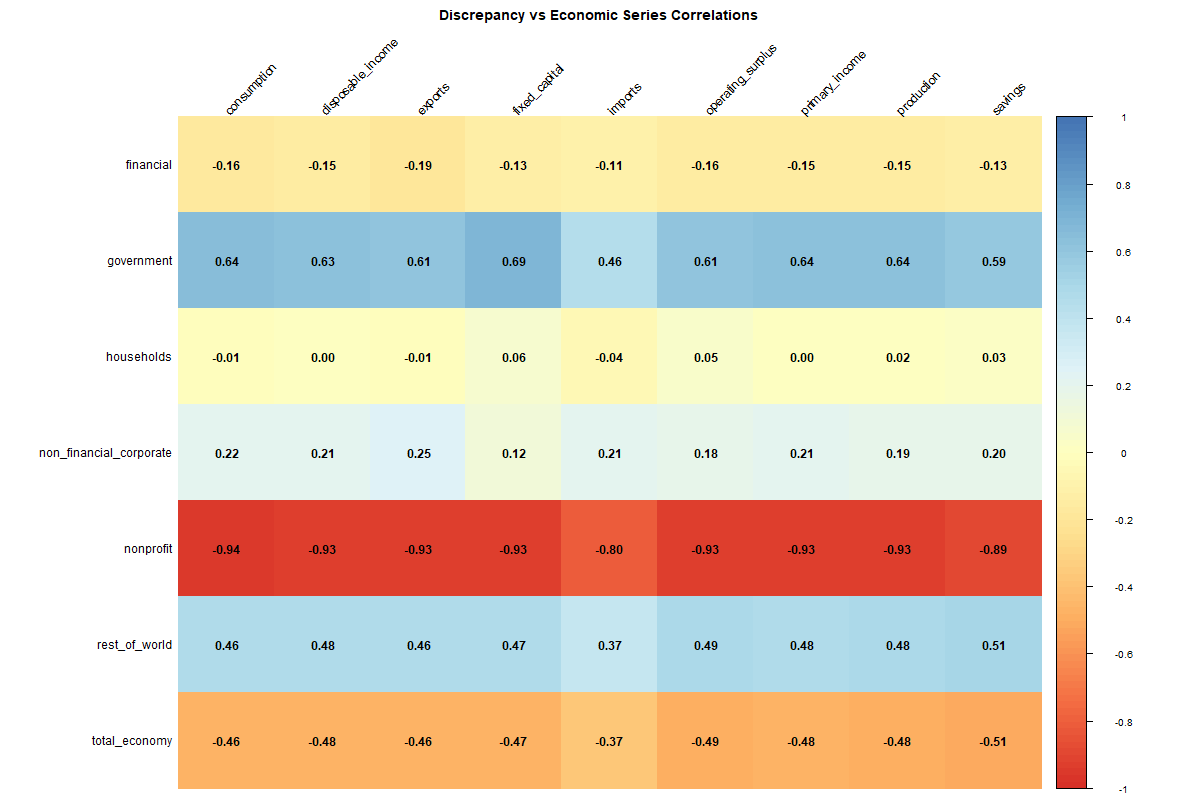 Discrepancy vs Economic Series Correlations
consumption disposable_income exports fixed_capital imports operating_surplus primary_income production savings
financial -0.16 -0.15 -0.19 -0.13 -0.11 -0.16 -0.15 -0.15 -0.13
government 0.64 0.63 0.61 0.69 0.46 0.61 0.64 0.64 0.59
households -0.01 0.00 -0.01 0.06 -0.04 0.05 0.00 0.02 0.03
non_financial_corporate 0.22 0.21 0.25 0.12 0.21 0.18 0.21 0.19 0.20
nonprofit -0.94 -0.93 -0.93 -0.93 -0.80 -0.93 -0.93 -0.93 -0.89
rest_of_world 0.46 0.48 0.46 0.47 0.37 0.49 0.48 0.48 0.51
total_economy -0.46 -0.48 -0.46 -0.47 -0.37 -0.49 -0.48 -0.48 -0.51
1
0.8
0.6
0.4
0.2
0
-0.2
-0.4
-0.6
-0.8
-1